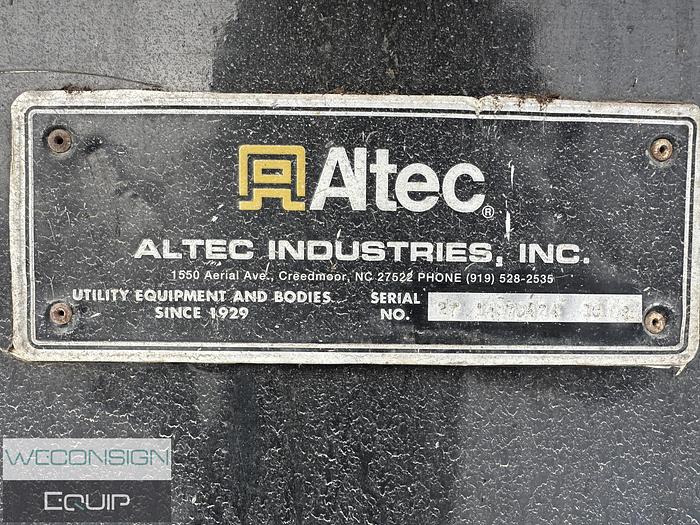 Altec®
ALTEC INDUSTRIES, INC.
1550 Aerial Ave., Creedmoor, NC 27522 PHONE (919) 528-2535
UTILITY EQUIPMENT AND BODIES
SINCE 1929
SERIAL
NO.
WECONSIGN
EQUIP